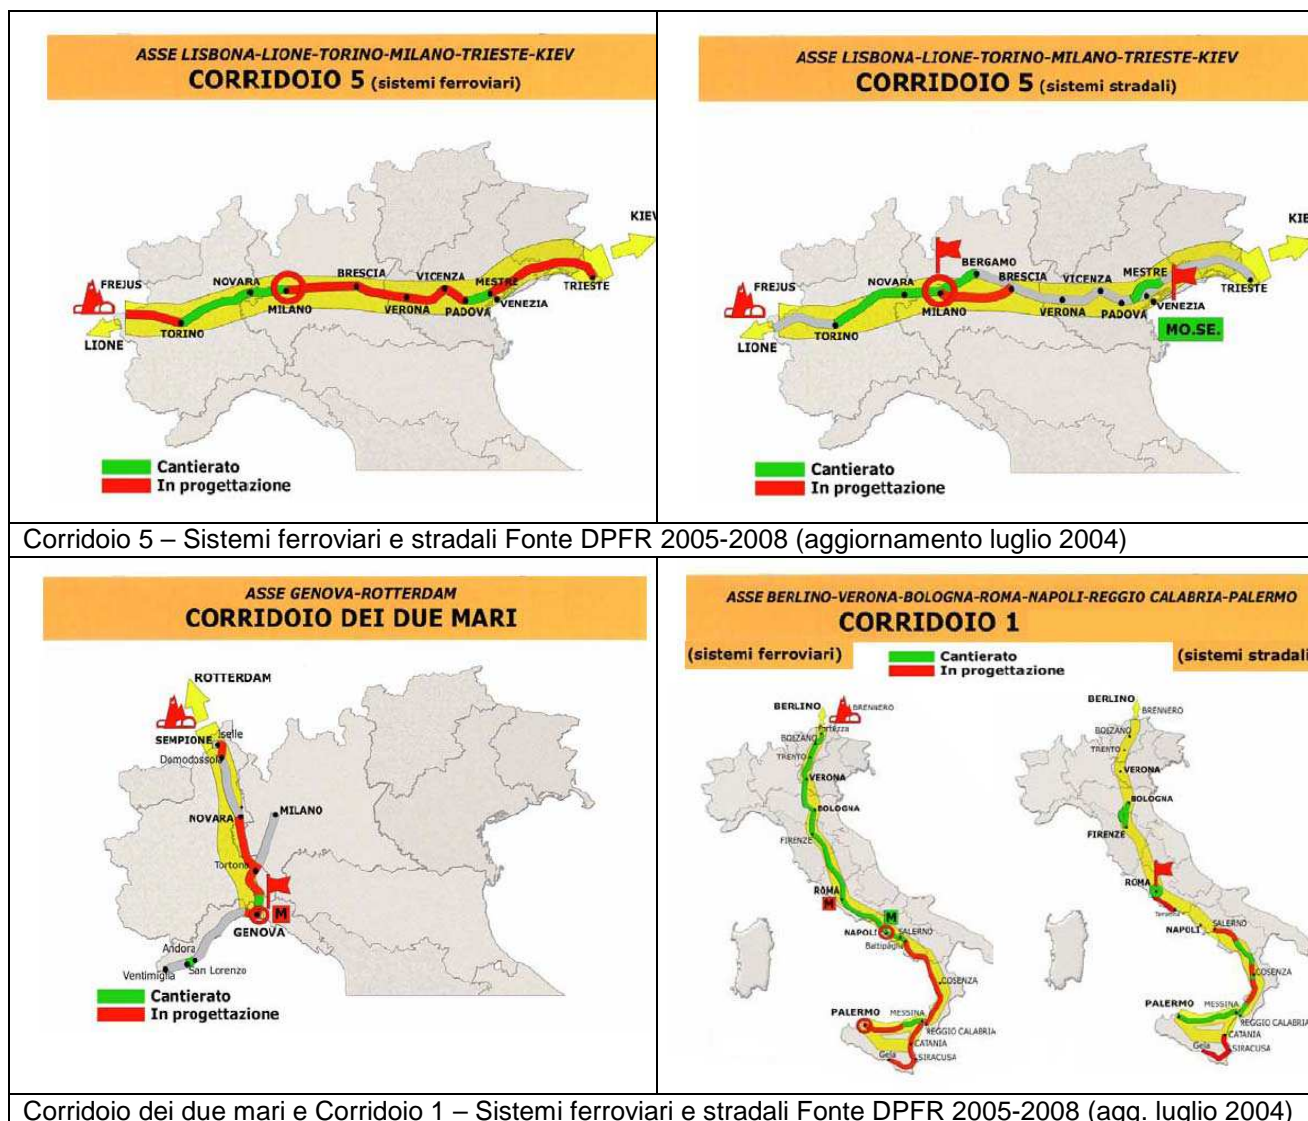 ASSE LISBONA-LIONE-TORINO-MILANO-TRIESTE-KIEV
CORRIDOIO 5 (sistemi ferroviari)
KIEV
FREJUS
NOVARA
BRESCIA
VICENZA
MESTRE
TRIESTE
MILANO
VERONA
PADOVA
VENEZIA
TORINO
LIONE
Cantierato
In progettazione
ASSE LISBONA-LIONE-TORINO-MILANO-TRIESTE-KIEV
CORRIDOIO 5 (sistemi stradali)
KIE
BERGAMO
FREJUS
NOVARA
BRESCIA
VICENZA
MESTRE
TRIESTE
MILANO
VERONA
PADOVA
VENEZIA
TORINO
LIONE
MO.SE.
Cantierato
In progettazione
Corridoio 5 – Sistemi ferroviari e stradali Fonte DPFR 2005-2008 (aggiornamento luglio 2004)
ASSE GENOVA-ROTTERDAM
CORRIDOIO DEI DUE MARI
ROTTERDAM
SEMPIONE
Iselle
Domodossola
NOVARA
MILANO
Tortona
M
GENOVA
Andora
San Lorenzo
Ventimiglia
Cantierato
In progettazione
ASSE BERLINO-VERONA-BOLOGNA-ROMA-NAPOLI-REGGIO CALABRIA-PALERMO
CORRIDOIO 1
(sistemi ferroviari)
Cantierato
In progettazione
(sistemi stradali
BERLINO
BRENNERO
Fortezza
BOLZANO
TRENTO
VERONA
BOLOGNA
FIRENZE
ROMA
M
M
NAPOLI
SALERNO
Battipaglia
COSENZA
PALERMO
MESSINA
REGGIO CALABRIA
CATANIA
Gela
SIRACUSA
BERLINO
BRENNERO
BOLZANO
TRENTO
VERONA
BOLOGNA
FIRENZE
ROMA
NAPOLI
SALERNO
COSENZA
PALERMO
MESSINA
REGGIO CALABRIA
CATANIA
Gela
SIRACUSA
Corridoio dei due mari e Corridoio 1 – Sistemi ferroviari e stradali Fonte DPFR 2005-2008 (agg. luglio 2004)